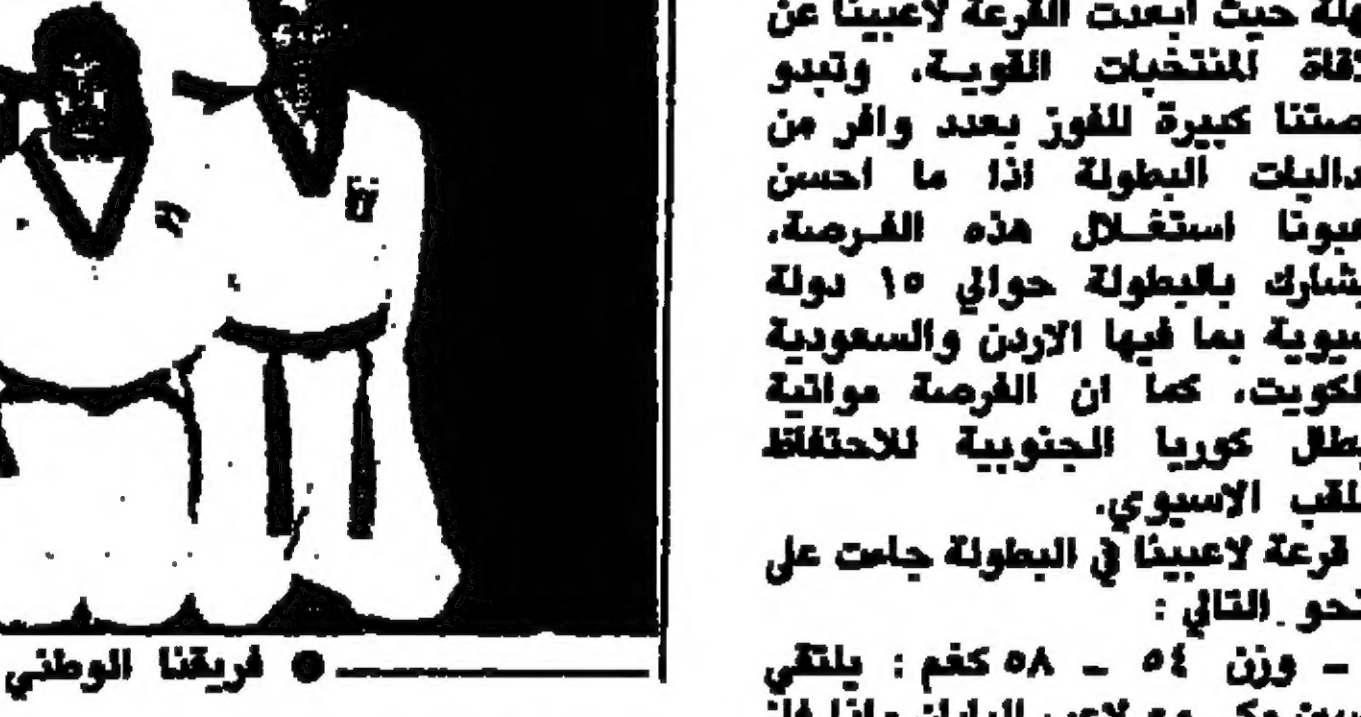 حيث ابعدت القرعة لاعبينا عن
المنتخبات القوية، وتبدو
كبيرة للفوز بعدد وافر من
البطولة اذا ما احسن
استغـلال هذه الفـرصة،
بالبطولة حوالي ١٥ دولة
بما فيها الاردن والسعودية
كما ان الفرصة مواتية
كوريا الجنوبية للاحتفاظ
الاسيوي.
قرعة لاعبينا في البطولة جاءت على
التالي :
ـ وزن ٥٤ ـ ٥٨ كغم : يلتقي
فريقنا الوطني